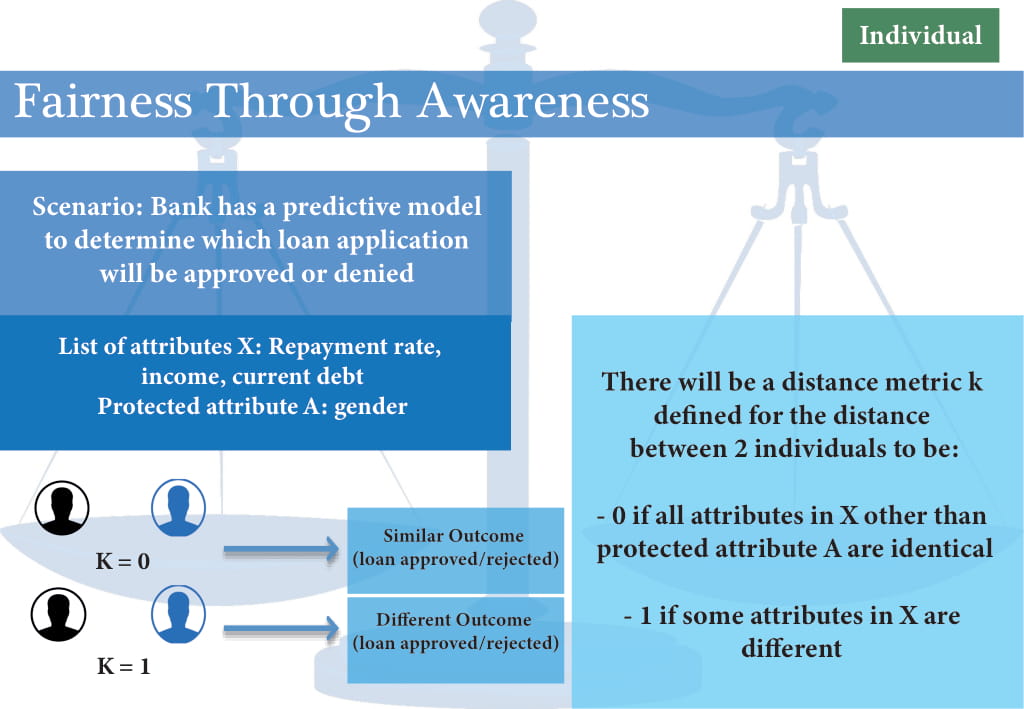 Individual
Fairness Through Awareness
Scenario: Bank has a predictive model
to determine which loan application
will be approved or denied
List of attributes X: Repayment rate,
income, current debt
Protected attribute A: gender
There will be a distance metric k
defined for the distance
between 2 individuals to be:
- 0 if all attributes in X other than
protected attribute A are identical
- 1 if some attributes in X are
different
K = 0
Similar Outcome
(loan approved/rejected)
K = 1
Different Outcome
(loan approved/rejected)